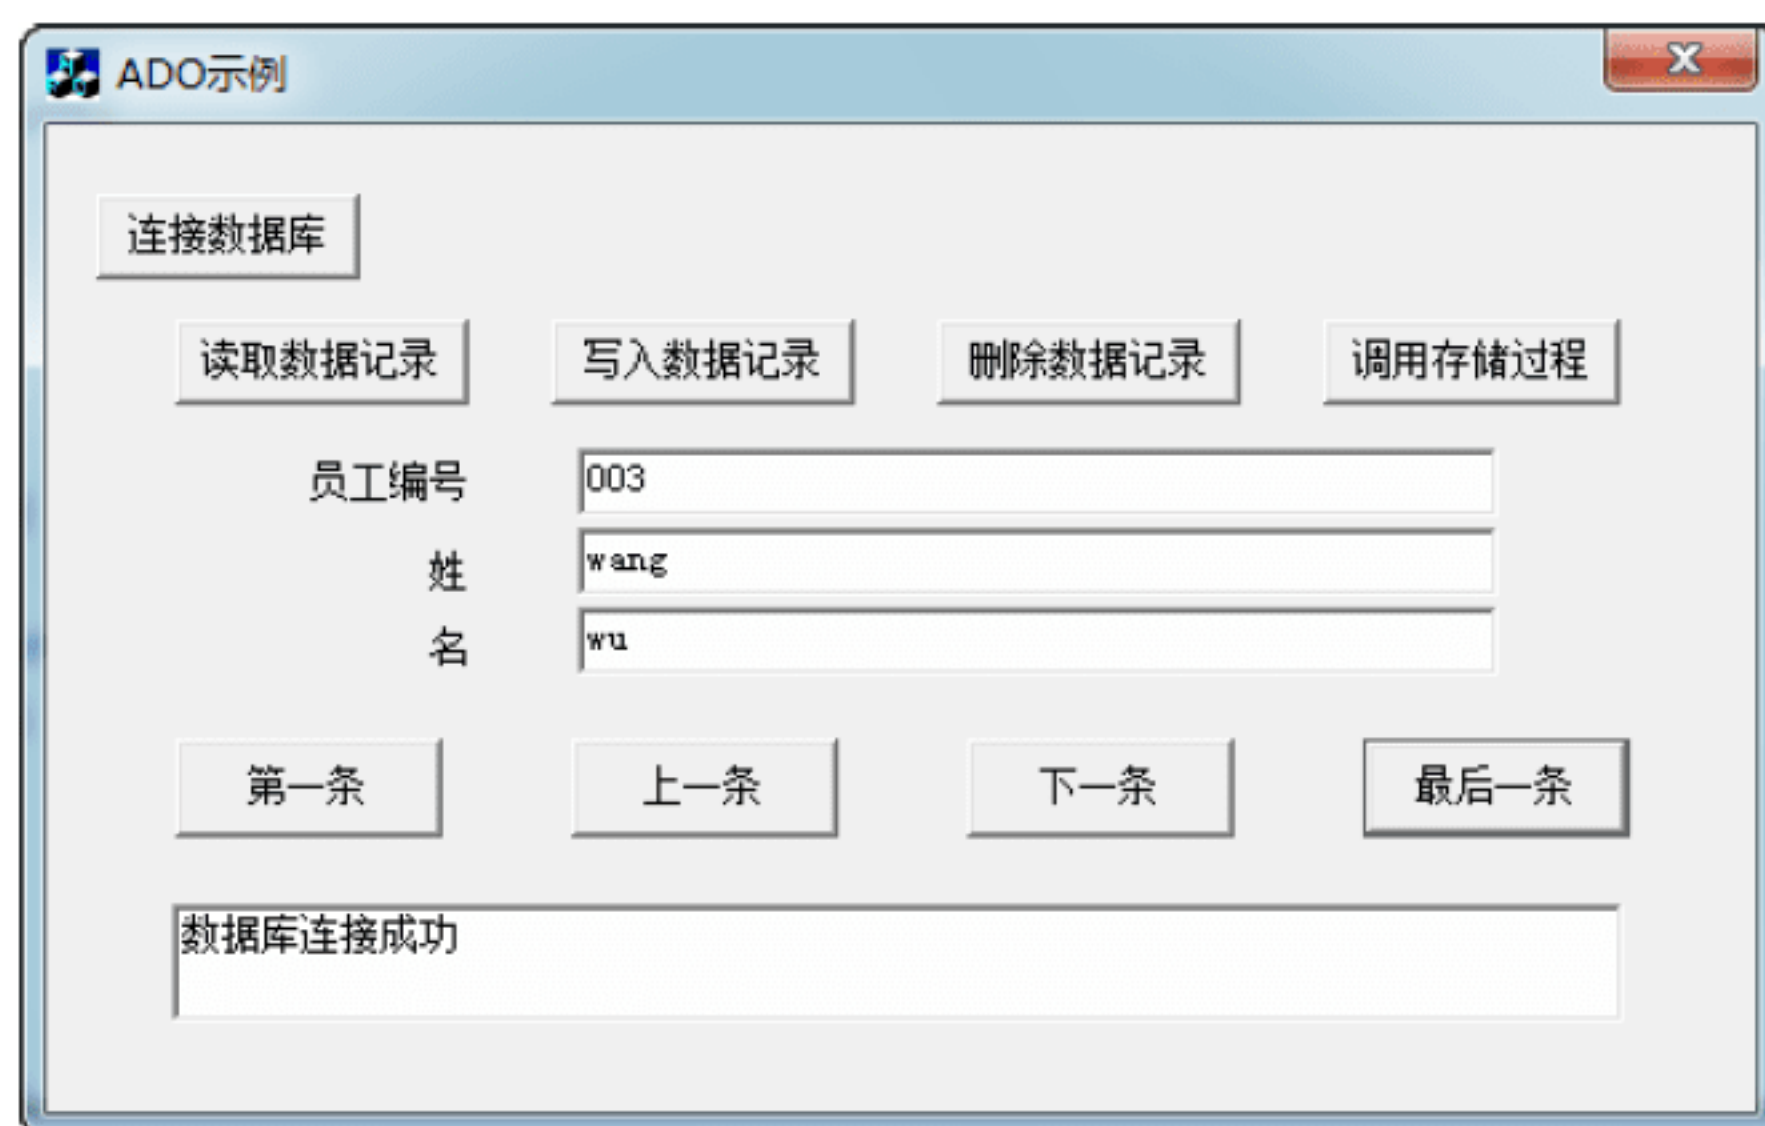 ADO示例
连接数据库
读取数据记录 写入数据记录 删除数据记录 调用存储过程
员工编号 003
姓 wang
名 wu
第一条 上一条 下一条 最后一条
数据库连接成功